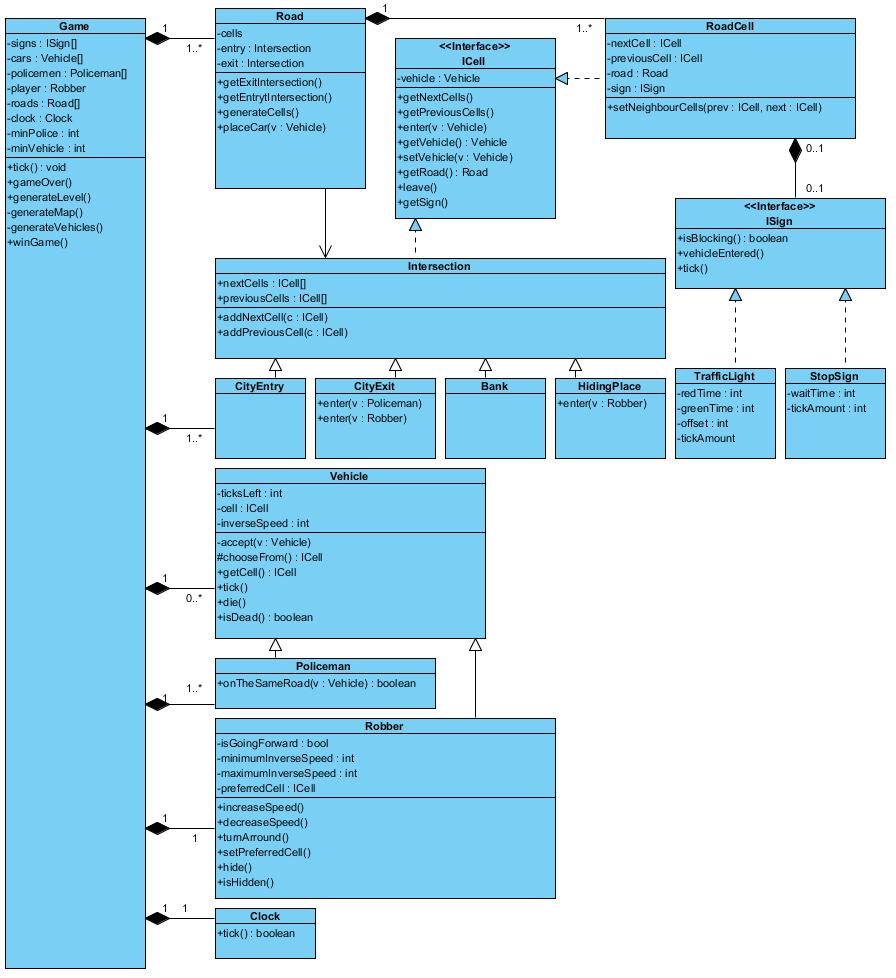 Game
-signs : ISign[]
-cars : Vehicle[]
-policemen : Policeman[]
-player : Robber
-roads : Road[]
-clock : Clock
-minPolice : int
-minVehicle : int
+tick() : void
+gameOver()
+generateLevel()
-generateMap()
-generateVehicles()
+winGame()
1
1..*
Road
-cells
-entry : Intersection
-exit : Intersection
+getExitIntersection()
+getEntrytIntersection()
+generateCells()
+placeCar(v : Vehicle)
1
1..*
<<Interface>>
ICell
-vehicle : Vehicle
+getNextCells()
+getPreviousCells()
+enter(v : Vehicle)
+getVehicle() : Vehicle
+setVehicle(v : Vehicle)
+getRoad() : Road
+leave()
+getSign()
RoadCell
-nextCell : ICell
-previousCell : ICell
-road : Road
-sign : ISign
+setNeighbourCells(prev : ICell, next : ICell)
0..1
0..1
<<Interface>>
ISign
+isBlocking() : boolean
+vehicleEntered()
+tick()
Intersection
+nextCells : ICell[]
+previousCells : ICell[]
+addNextCell(c : ICell)
+addPreviousCell(c : ICell)
CityEntry
CityExit
+enter(v : Policeman)
+enter(v : Robber)
Bank
HidingPlace
+enter(v : Robber)
TrafficLight
-redTime : int
-greenTime : int
-offset : int
-tickAmount
StopSign
-waitTime : int
-tickAmount : int
1
1..*
Vehicle
-ticksLeft : int
-cell : ICell
-inverseSpeed : int
-accept(v : Vehicle)
#chooseFrom() : ICell
+getCell() : ICell
+tick()
+die()
+isDead() : boolean
1
0..*
Policeman
+onTheSameRoad(v : Vehicle) : boolean
1..*
1
Robber
-isGoingForward : bool
-minimumInverseSpeed : int
-maximumInverseSpeed : int
-preferredCell : ICell
+increaseSpeed()
+decreaseSpeed()
+turnArround()
+setPreferredCell()
+hide()
+isHidden()
1
1
Clock
+tick() : boolean
1
1